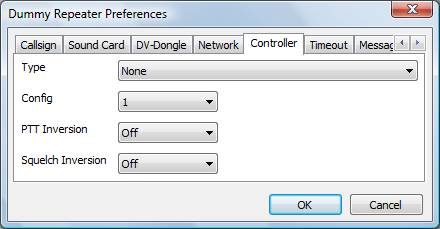 Dummy Repeater Preferences
Callsign Sound Card DV-Dongle Network Controller Timeout Messag
Type None
Config 1
PTT Inversion Off
Squelch Inversion Off
OK Cancel